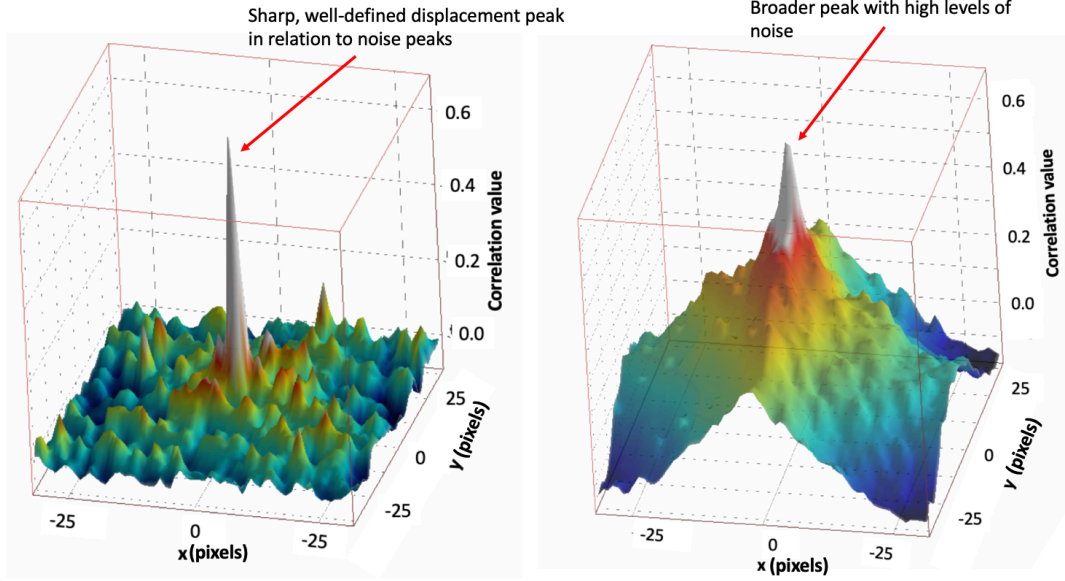 Sharp, well-defined displacement peak
in relation to noise peaks
0.6
0.4
0.2
0.0
Correlation value
25
0
-25
y (pixels)
-25
0
-25
x (pixels)
Broader peak with high levels of
noise
0.6
0.4
0.2
0.0
Correlation value
25
0
-25
y (pixels)
-25
0
-25
x (pixels)